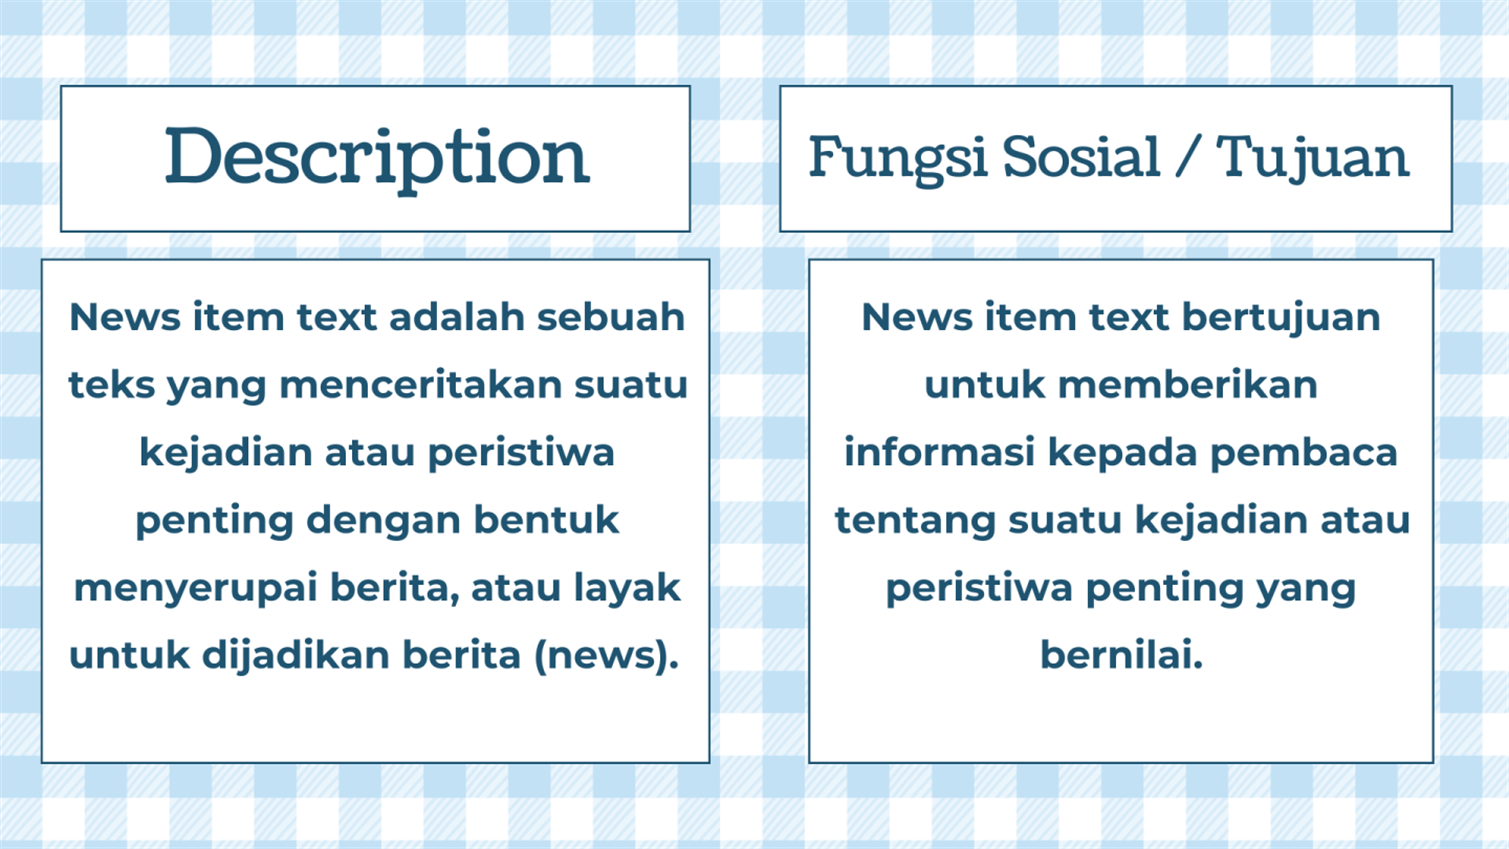 Description
News item text adalah sebuah
teks yang menceritakan suatu
kejadian atau peristiwa
penting dengan bentuk
menyerupai berita, atau layak
untuk dijadikan berita (news).
Fungsi Sosial / Tujuan
News item text bertujuan
untuk memberikan
informasi kepada pembaca
tentang suatu kejadian atau
peristiwa penting yang
bernilai.